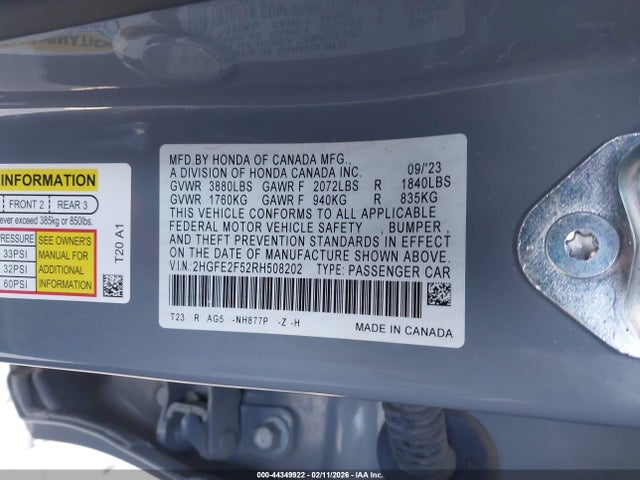 MFD.BY HONDA OF CANADA MFG.,
A DIVISION OF HONDA CANADA INC. 09/'23
GVWR 3880LBS GAWR F 2072LBS R 1840LBS
GVWR 1760KG GAWR F 940KG R 835KG
THIS VEHICLE CONFORMS TO ALL APPLICABLE
FEDERAL MOTOR VEHICLE SAFETY , BUMPER ,
AND THEFT PREVENTION STANDARDS IN EFFECT
ON THE DATE OF MANUFACTURE SHOWN ABOVE.
V.I.N. 2HGFE2F52RH508202 TYPE: PASSENGER CAR
T23 R AG5 -NH877P -Z -H
MADE IN CANADA
INFORMATION
FRONT 2 REAR 3
ever exceed 385kg or 850lbs.
PRESSURE
33PSI
32PSI
60PSI
SEE OWNER'S
MANUAL FOR
ADDITIONAL
INFORMATION
T20 A1
000-44349922 - 02/11/2026 - IAA Inc.